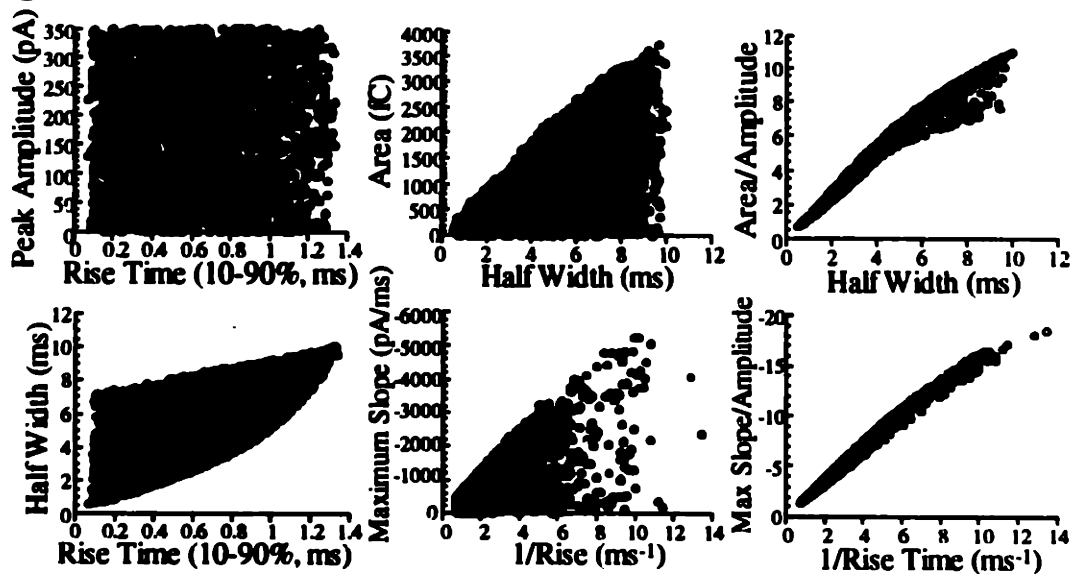 Peak Amplitude (pA)
350
300
250
200
150
100
50
0
0 0.2 0.4 0.6 0.8 1.0 1.2 1.4
Rise Time (10-90%, ms)
Area (fC)
4000
3500
3000
2500
2000
1500
1000
500
0
0 2 4 6 8 10 12
Half Width (ms)
Area/Amplitude
12
10
8
6
4
2
0
0 2 4 6 8 10 12
Half Width (ms)
Half Width (ms)
12
10
8
6
4
2
0
0 0.2 0.4 0.6 0.8 1.0 1.2 1.4
Rise Time (10-90%, ms)
Maximum Slope (pA/ms)
-6000
-5000
-4000
-3000
-2000
-1000
0
0 2 4 6 8 10 12 14
1/Rise (ms-1)
Max Slope/Amplitude
-20
-15
-10
-5
0
0 2 4 6 8 10 12 14
1/Rise Time (ms-1)